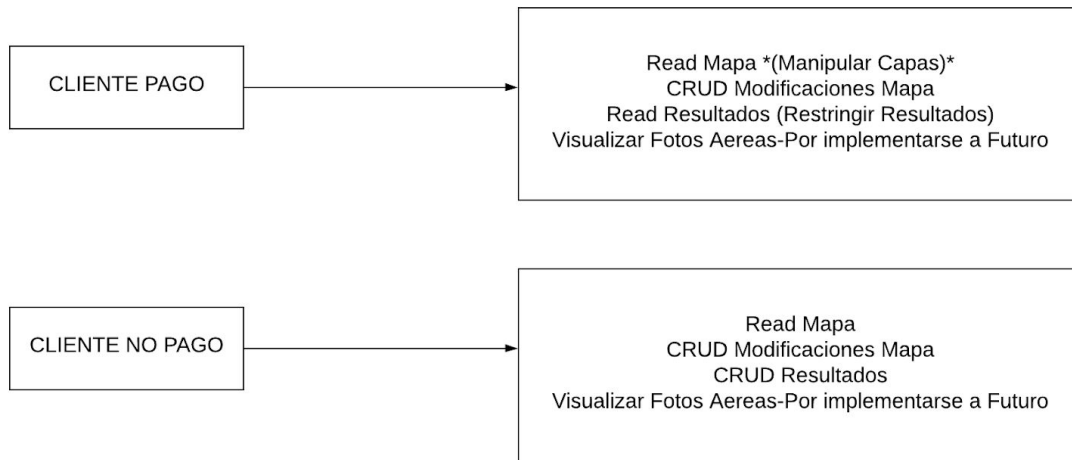 CLIENTE PAGO
Read Mapa *(Manipular Capas)*
CRUD Modificaciones Mapa
Read Resultados (Restringir Resultados)
Visualizar Fotos Aereas-Por implementarse a Futuro
CLIENTE NO PAGO
Read Mapa
CRUD Modificaciones Mapa
CRUD Resultados
Visualizar Fotos Aereas-Por implementarse a Futuro